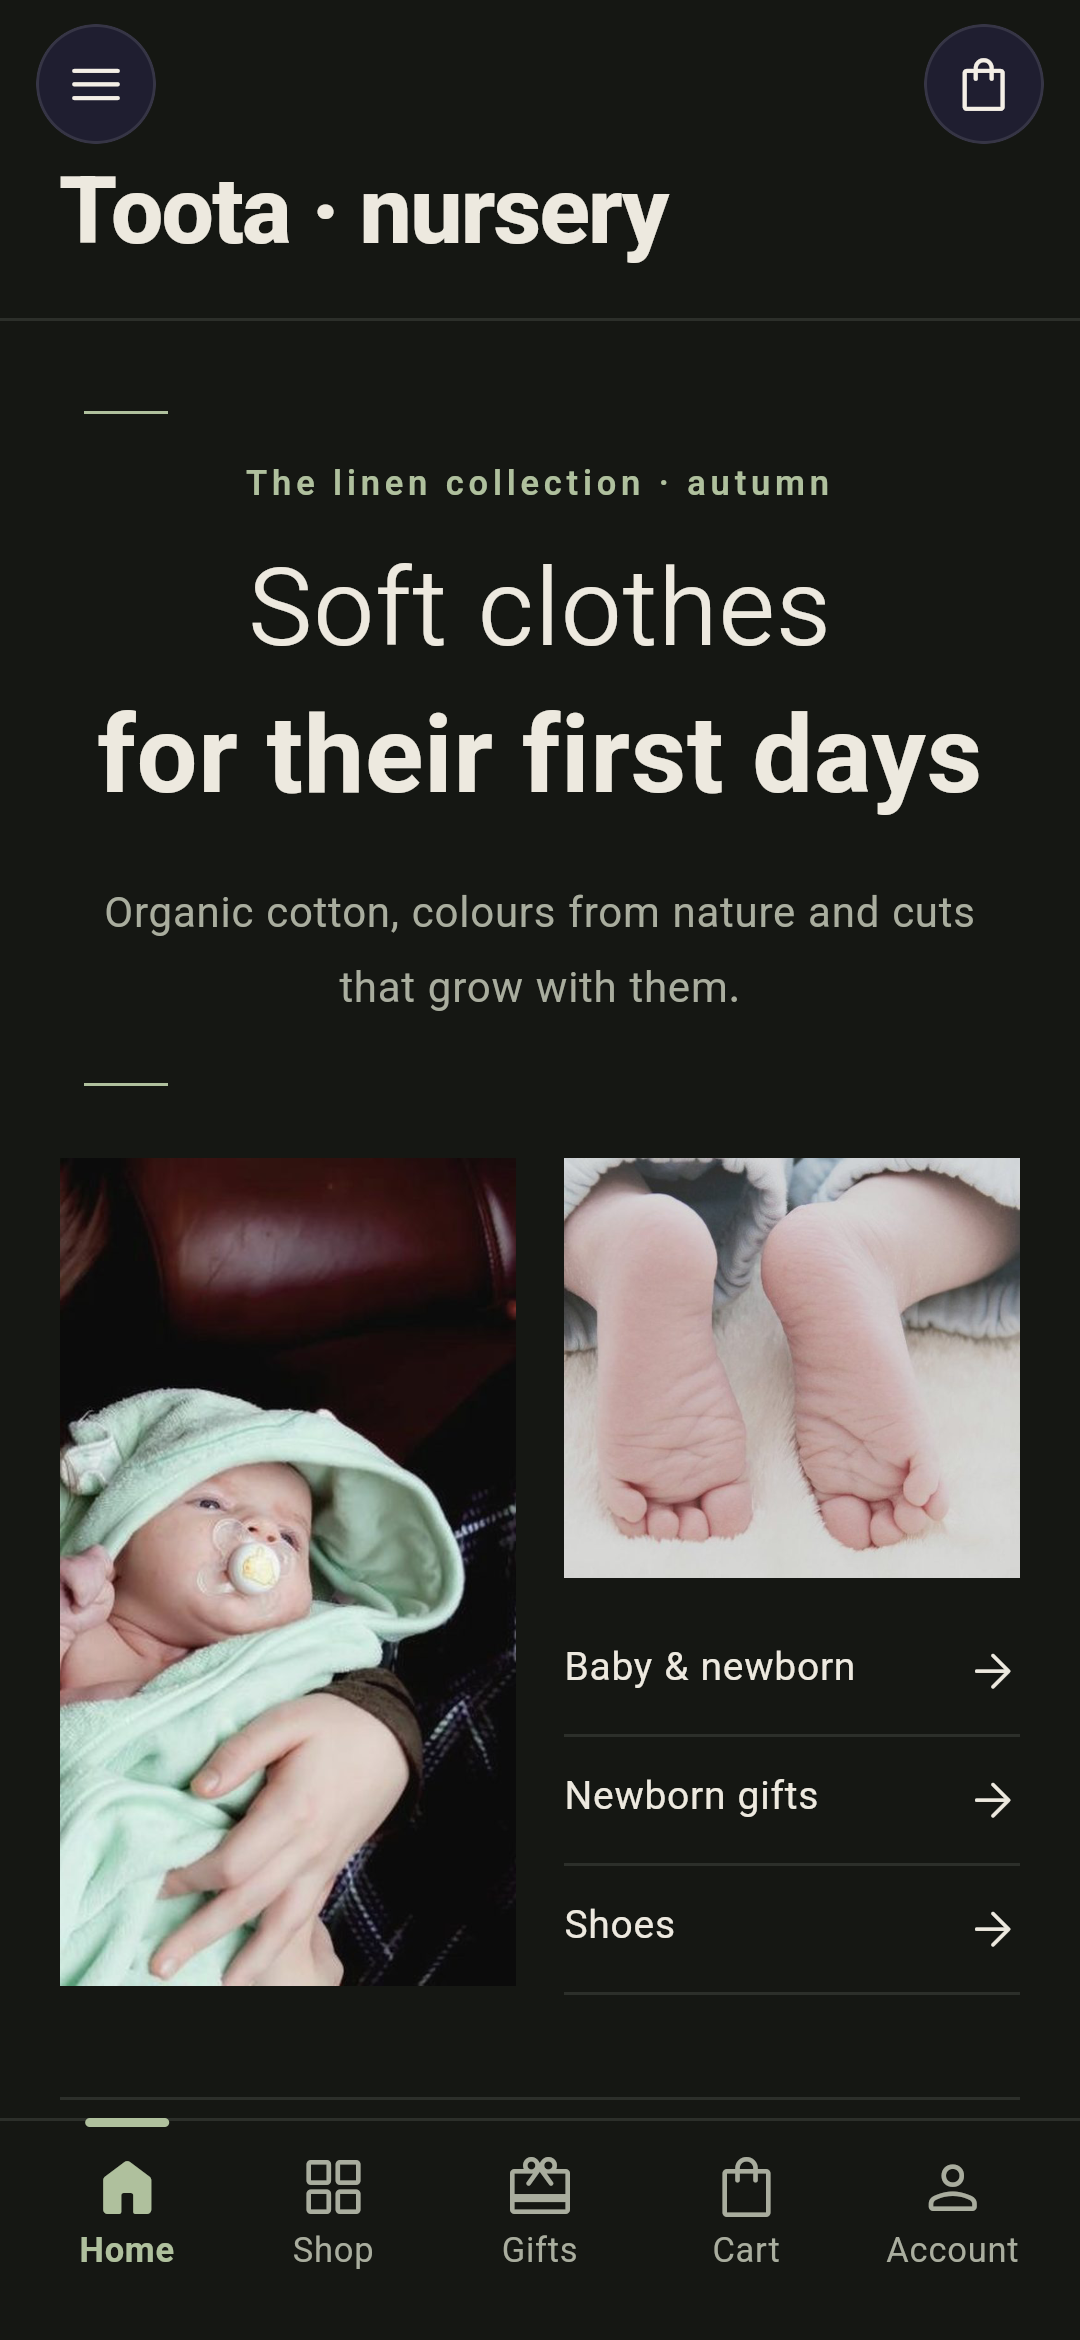 Toota · nursery
The linen collection · autumn
Soft clothes
for their first days
Organic cotton, colours from nature and cuts
that grow with them.
Baby & newborn
Newborn gifts
Shoes
Home
Shop
Gifts
Cart
Account